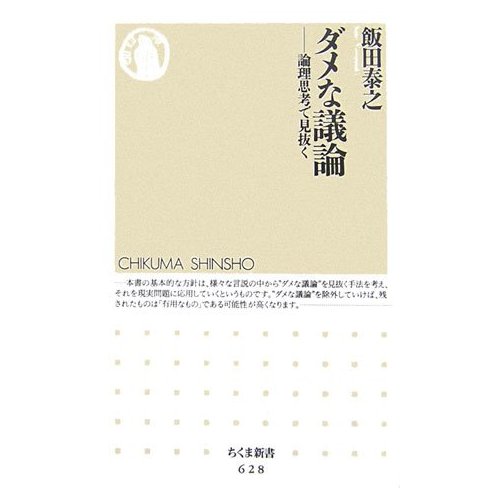 飯田泰之
ダメな議論
──論理思考で見抜く
CHIKUMA SHINSHO
──本書の基本的な方針は、様々な言説の中から“ダメな議論”を見抜く手法を考え、
それを現実問題に応用していくというものです。“ダメな議論”を除外していけば、残
されたものは「有用なもの」である可能性が高くなります。
ちくま新書
628